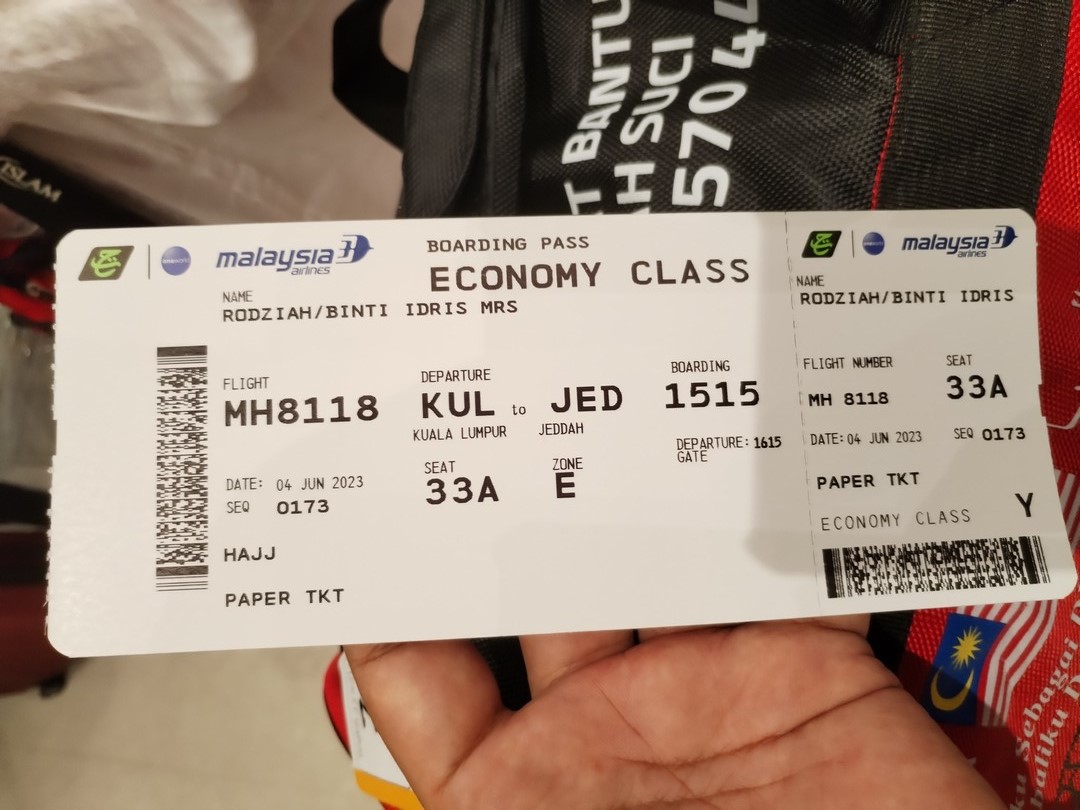 T BANTU
H SUCI
5704
ISLAM
malaysia
airlines
BOARDING PASS
ECONOMY CLASS
NAME
RODZIAH/BINTI IDRIS MRS
FLIGHT
MH8118
DEPARTURE
KUL to JED
KUALA LUMPUR JEDDAH
BOARDING
1515
DEPARTURE: 1615
GATE
DATE: 04 JUN 2023
SEQ 0173
SEAT
33A
ZONE
E
HAJJ
PAPER TKT
malaysia
airlines
NAME
RODZIAH/BINTI IDRIS
FLIGHT NUMBER
MH 8118
SEAT
33A
DATE: 04 JUN 2023
SEQ 0173
PAPER TKT
ECONOMY CLASS Y
Sebagai
baliku D